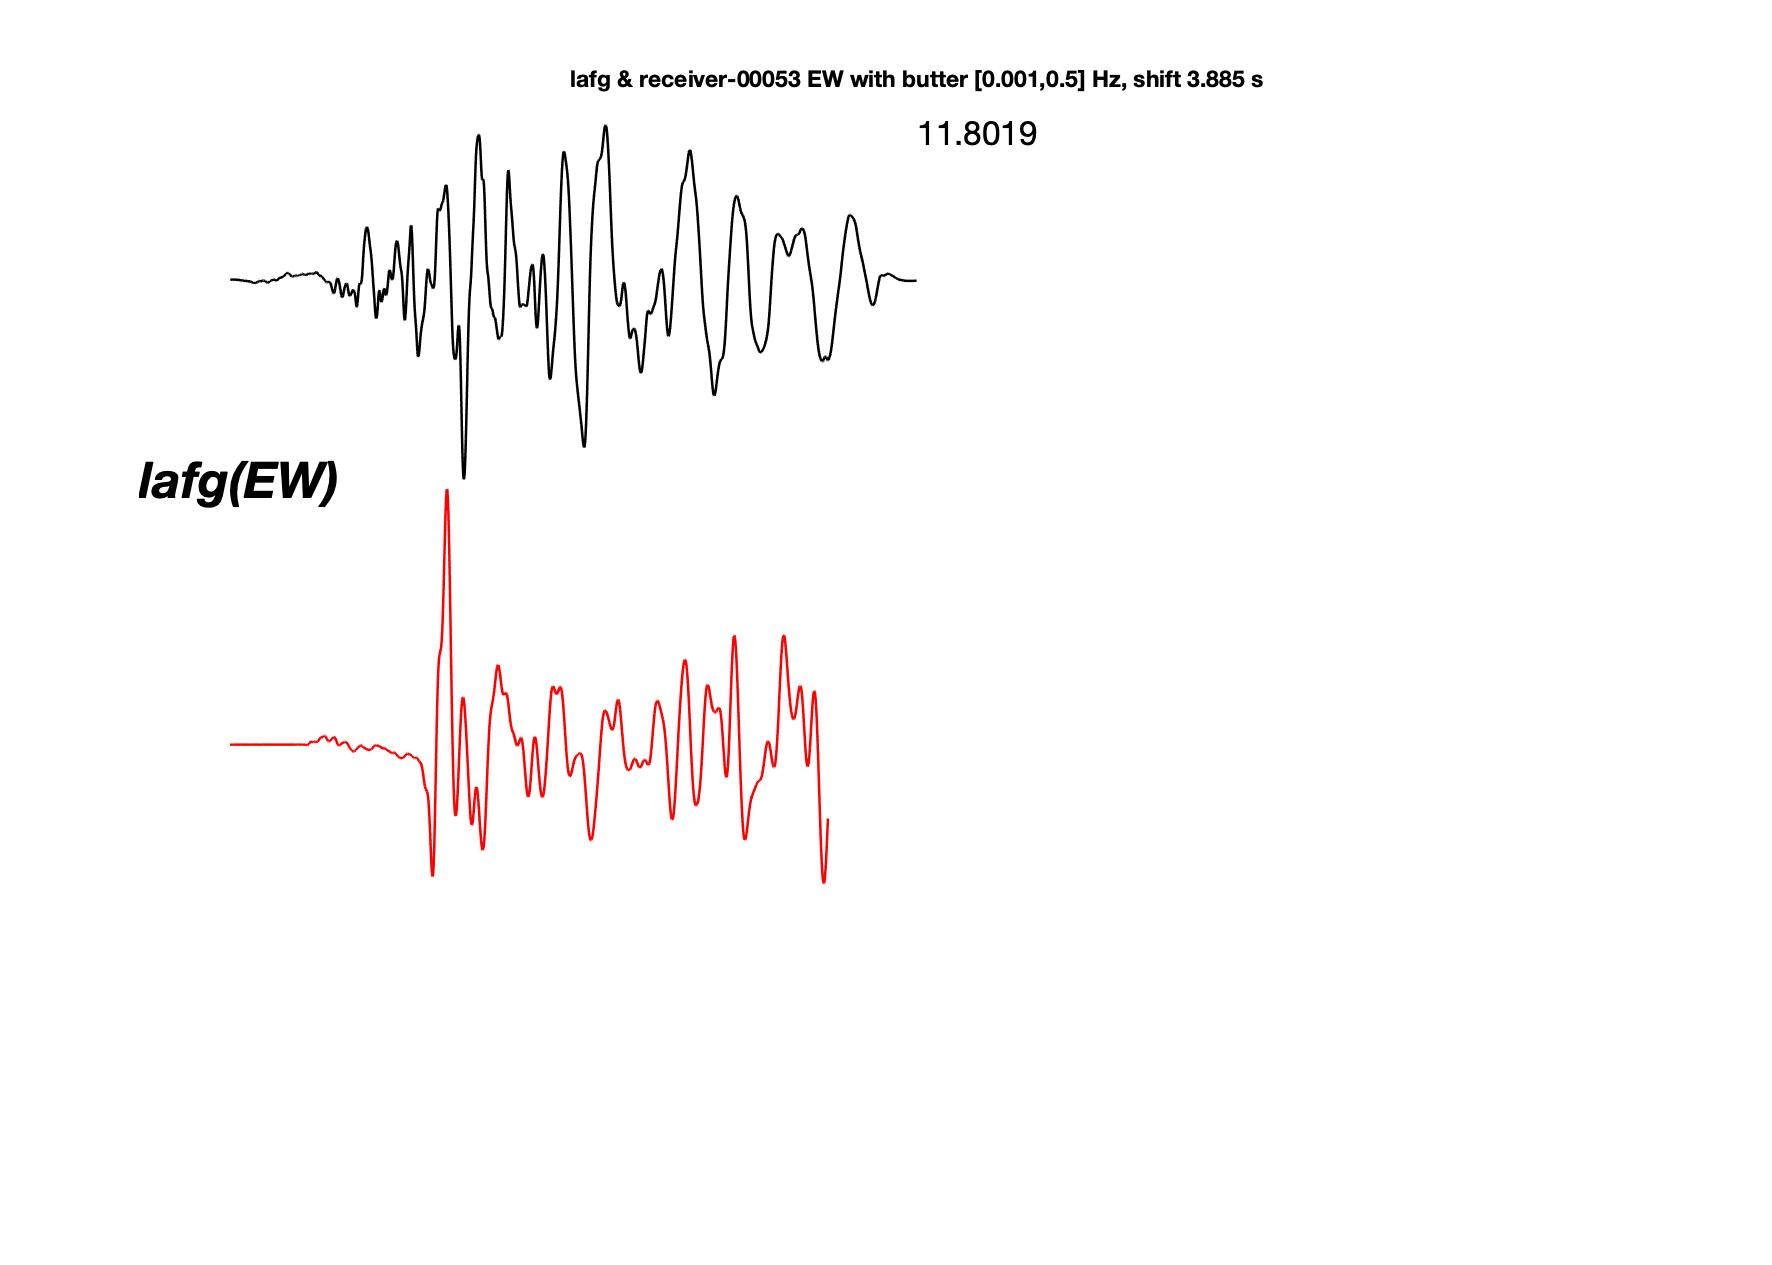 lafg & receiver-00053 EW with butter [0.001,0.5] Hz, shift 3.885 s
11.8019
lafg(EW)